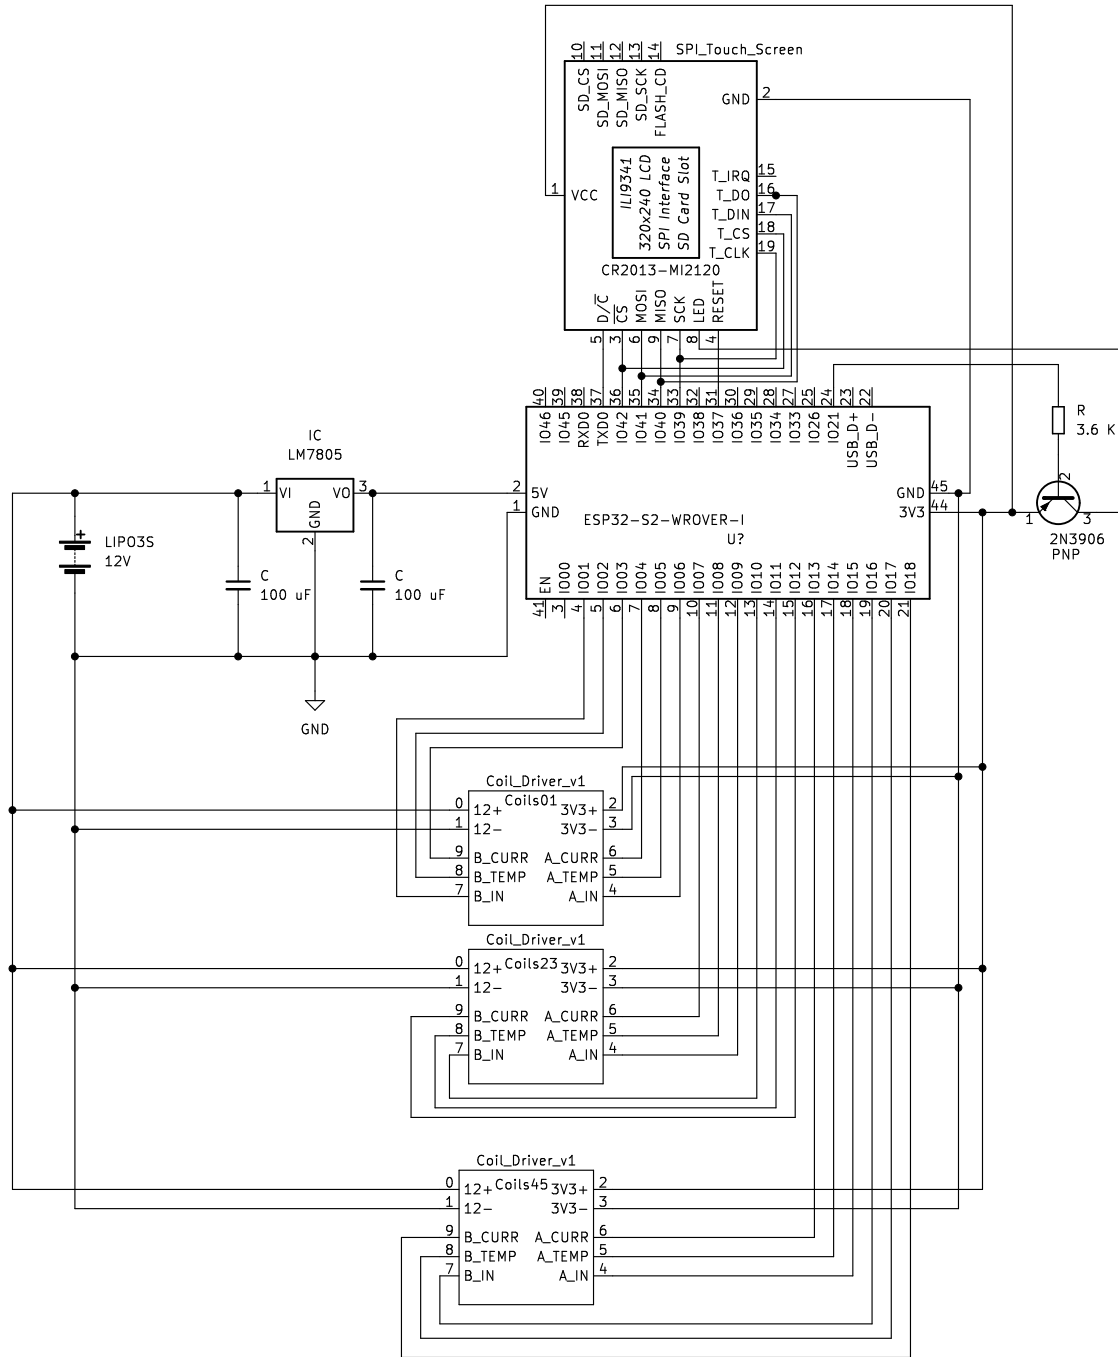 SPI_Touch_Screen
10 11 12 13 14
SD_CS SD_MOSI SD_MISO SD_SCK FLASH_CD
GND 2
T_IRQ 15
1 VCC
T_DO 16
T_DIN 17
T_CS 18
T_CLK 19
ILI9341
320x240 LCD
SPI Interface
SD Card Slot
CR2013-MI2120
D/C CS MOSI MISO SCK LED RESET
5 3 6 9 7 8 4
40 39 38 37 36 35 34 33 32 31 30 29 28 27 26 25 24 23 22
IO46 IO45 RXD0 TXD0 IO42 IO41 IO40 IO39 IO38 IO37 IO36 IO35 IO34 IO33 IO26 IO21 USB_D+ USB_D-
R
3.6 K
IC
LM7805
1 VI
VO 3
GND
2
2 5V
1 GND
GND 45
3V3 44
ESP32-S2-WROVER-I
U?
2
1
3
2N3906
PNP
+
LIPO3S
12V
C
100 uF
C
100 uF
EN IO00 IO01 IO02 IO03 IO04 IO05 IO06 IO07 IO08 IO09 IO10 IO11 IO12 IO13 IO14 IO15 IO16 IO17 IO18
41 3 4 5 6 7 8 9 10 11 12 13 14 15 16 17 18 19 20 21
GND
Coil_Driver_v1
Coils01
0 12+ 3V3+ 2
1 12- 3V3- 3
9 B_CURR A_CURR 6
8 B_TEMP A_TEMP 5
7 B_IN A_IN 4
Coil_Driver_v1
Coils23
0 12+ 3V3+ 2
1 12- 3V3- 3
9 B_CURR A_CURR 6
8 B_TEMP A_TEMP 5
7 B_IN A_IN 4
Coil_Driver_v1
Coils45
0 12+ 3V3+ 2
1 12- 3V3- 3
9 B_CURR A_CURR 6
8 B_TEMP A_TEMP 5
7 B_IN A_IN 4